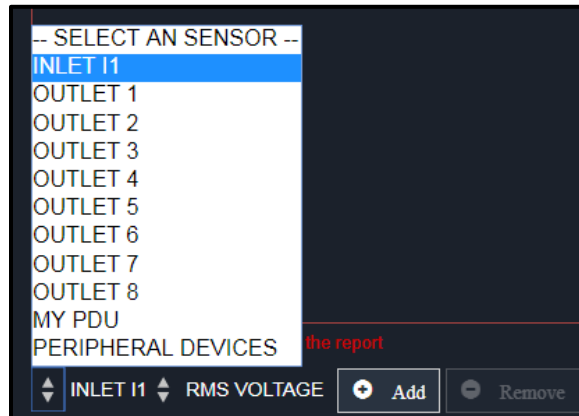 -- SELECT AN SENSOR --
INLET I1
OUTLET 1
OUTLET 2
OUTLET 3
OUTLET 4
OUTLET 5
OUTLET 6
OUTLET 7
OUTLET 8
MY PDU
PERIPHERAL DEVICES the report
INLET I1 RMS VOLTAGE Add Remove